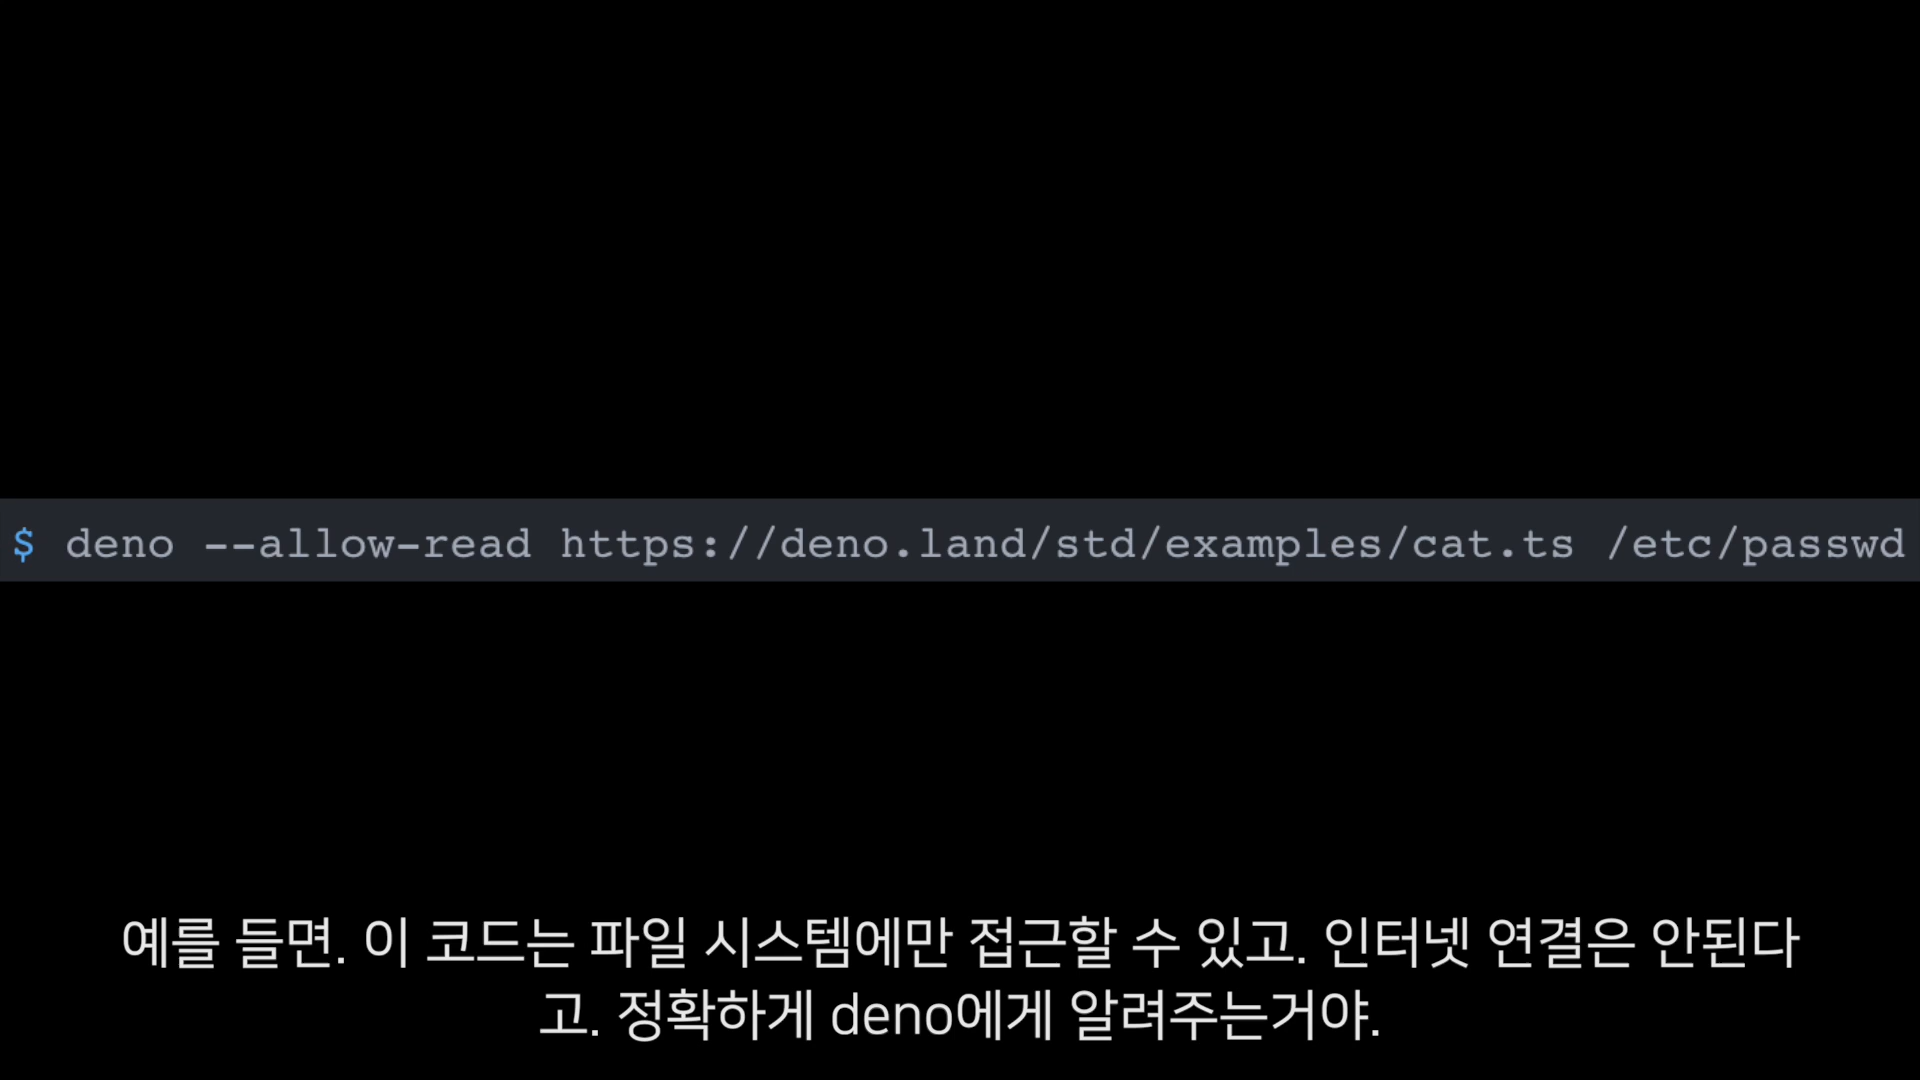 $ deno --allow-read https://deno.land/std/examples/cat.ts /etc/passwd
예를 들면. 이 코드는 파일 시스템에만 접근할 수 있고. 인터넷 연결은 안된다
고. 정확하게 deno에게 알려주는거야.